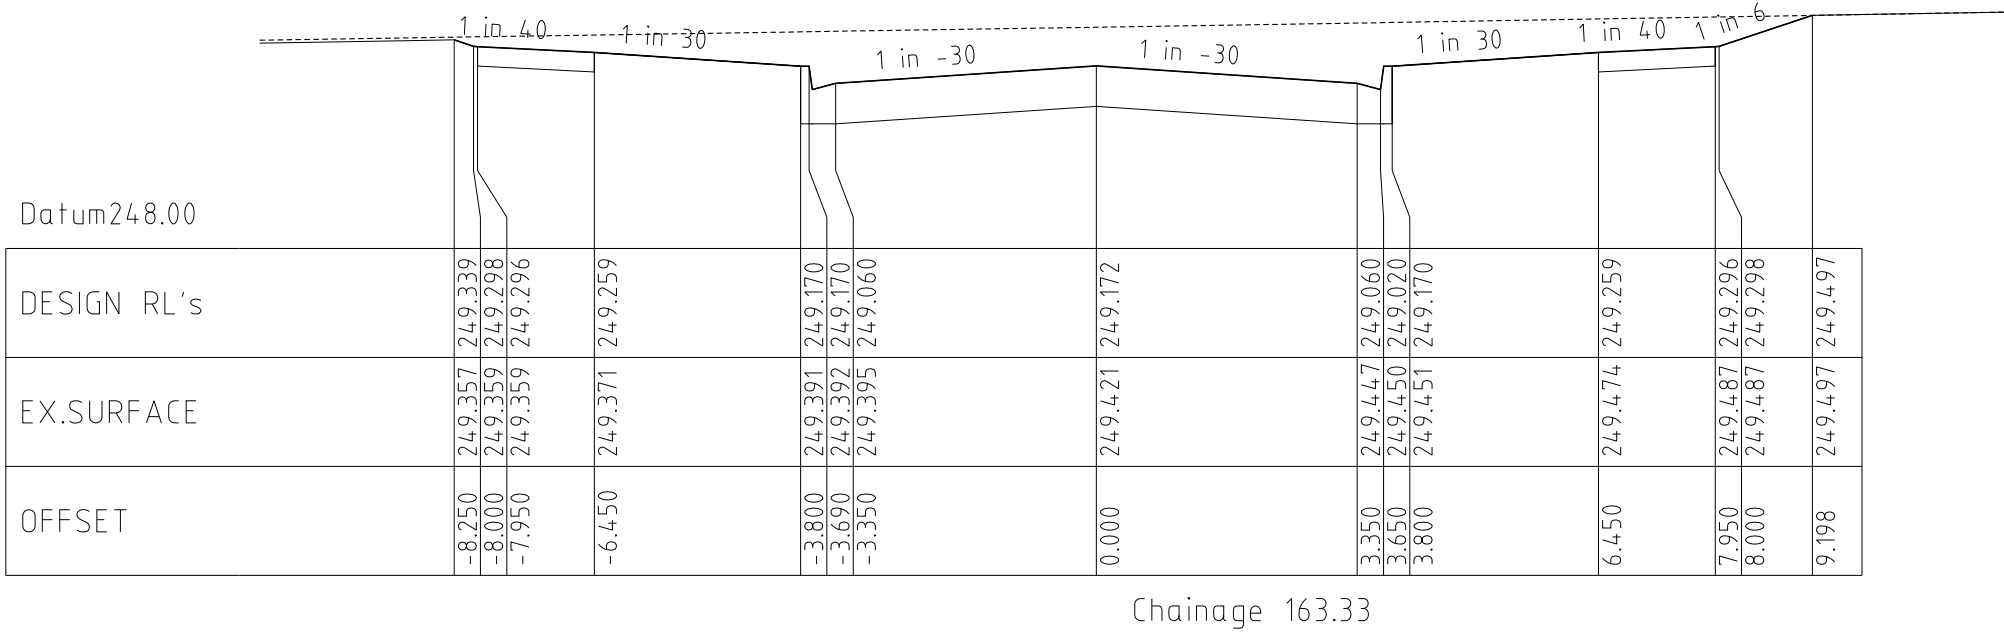 1 in 40
1 in 30
1 in -30
1 in -30
1 in 30
1 in 40
1 in 6
Datum248.00
DESIGN RL's 249.339 249.298 249.296 249.259 249.170 249.170 249.060 249.172 249.060 249.020 249.170 249.259 249.296 249.298 249.497
EX.SURFACE 249.357 249.359 249.359 249.371 249.391 249.392 249.395 249.421 249.447 249.450 249.451 249.474 249.487 249.487 249.497
OFFSET -8.250 -8.000 -7.950 -6.450 -3.800 -3.690 -3.350 0.000 3.350 3.650 3.800 6.450 7.950 8.000 9.198
Chainage 163.33